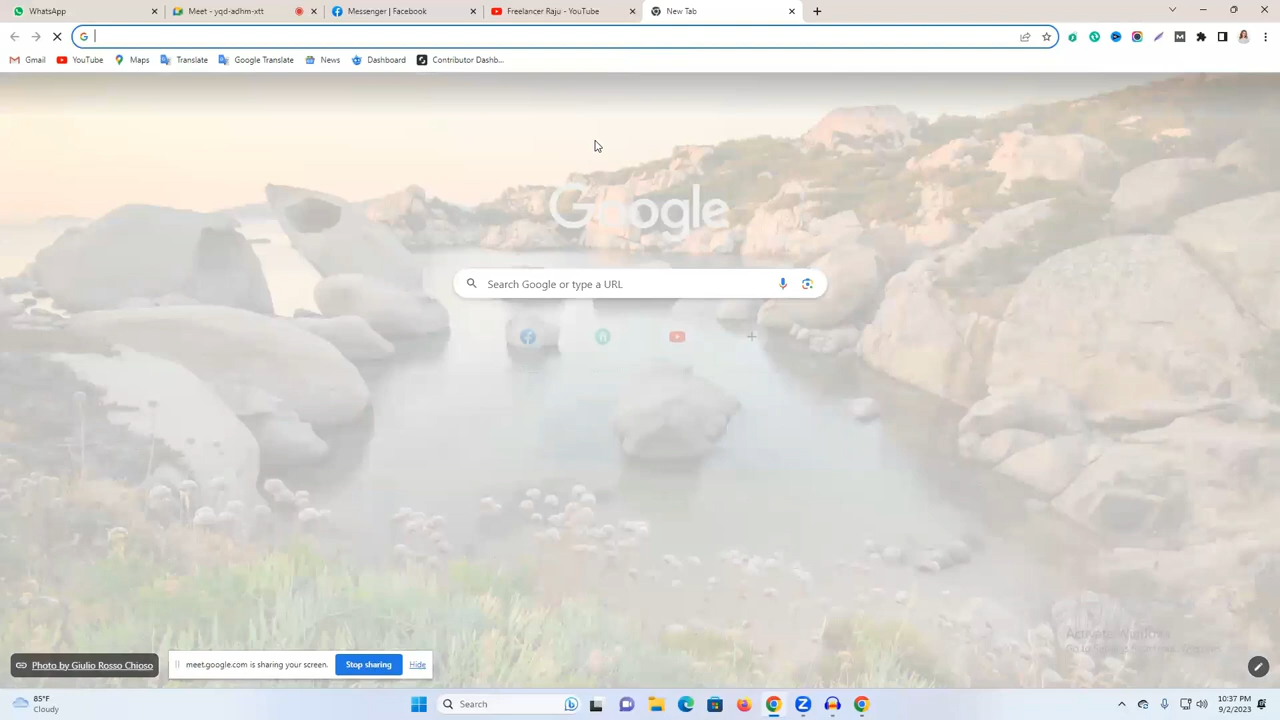 WhatsApp
Meet - yqd-adhm-xtt
Messenger | Facebook
Freelancer Raju - YouTube
New Tab
Gmail
YouTube
Maps
Translate
Google Translate
News
Dashboard
Contributor Dashb...
Google
Search Google or type a URL
Activate Windows
Photo by Giulio Rosso Chioso
meet.google.com is sharing your screen.
Stop sharing
Hide
85°F
Cloudy
Search
10:37 PM
9/2/2023